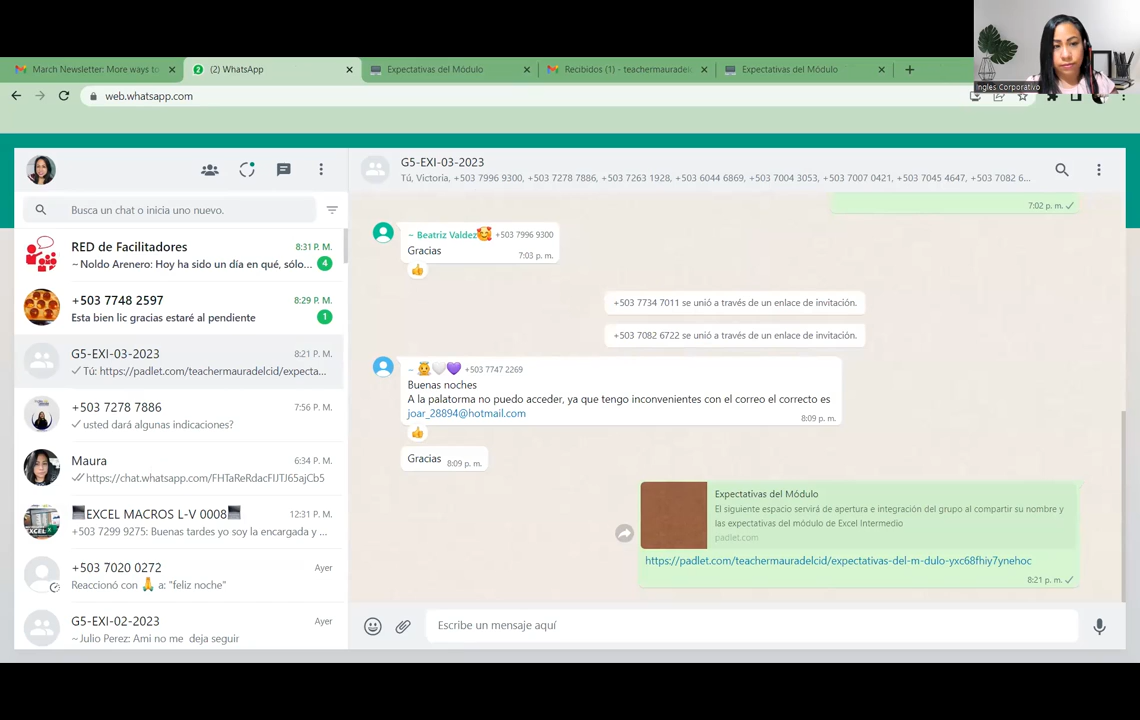 March Newsletter: More ways to
(2) WhatsApp
Expectativas del Módulo
Recibidos (1) - teachermauradel
Expectativas del Módulo
web.whatsapp.com
Ingles Corporativo
G5-EXI-03-2023
Tú, Victoria, +503 7996 9300, +503 7278 7886, +503 7263 1928, +503 6044 6869, +503 7004 3053, +503 7007 0421, +503 7045 4647, +503 7082 6...
Busca un chat o inicia uno nuevo.
RED de Facilitadores
8:31 P. M.
~Noldo Arenero: Hoy ha sido un día en qué, sólo...
4
+503 7748 2597
8:29 P. M.
Esta bien lic gracias estaré al pendiente
1
G5-EXI-03-2023
8:21 P. M.
Tú: https://padlet.com/teachermauradelcid/expecta...
+503 7278 7886
7:56 P. M.
usted dará algunas indicaciones?
Maura
6:34 P. M.
https://chat.whatsapp.com/FHTaReRdacFIJTJ65ajCb5
EXCEL MACROS L-V 0008
12:31 P. M.
+503 7299 9275: Buenas tardes yo soy la encargada y ...
+503 7020 0272
Ayer
Reaccionó con 🙏 a: "feliz noche"
G5-EXI-02-2023
Ayer
~Julio Perez: Ami no me deja seguir
7:02 p. m.
~ Beatriz Valdez🥰 +503 7996 9300
Gracias
7:03 p. m.
+503 7734 7011 se unió a través de un enlace de invitación.
+503 7082 6722 se unió a través de un enlace de invitación.
~ 👸🤍💜 +503 7747 2269
Buenas noches
A la palatorma no puedo acceder, ya que tengo inconvenientes con el correo el correcto es
joar_28894@hotmail.com
8:09 p. m.
Gracias
8:09 p. m.
Expectativas del Módulo
El siguiente espacio servirá de apertura e integración del grupo al compartir su nombre y
las expectativas del módulo de Excel Intermedio
padlet.com
https://padlet.com/teachermauradelcid/expectativas-del-m-dulo-yxc68fhiy7ynehoc
8:21 p. m.
Escribe un mensaje aquí